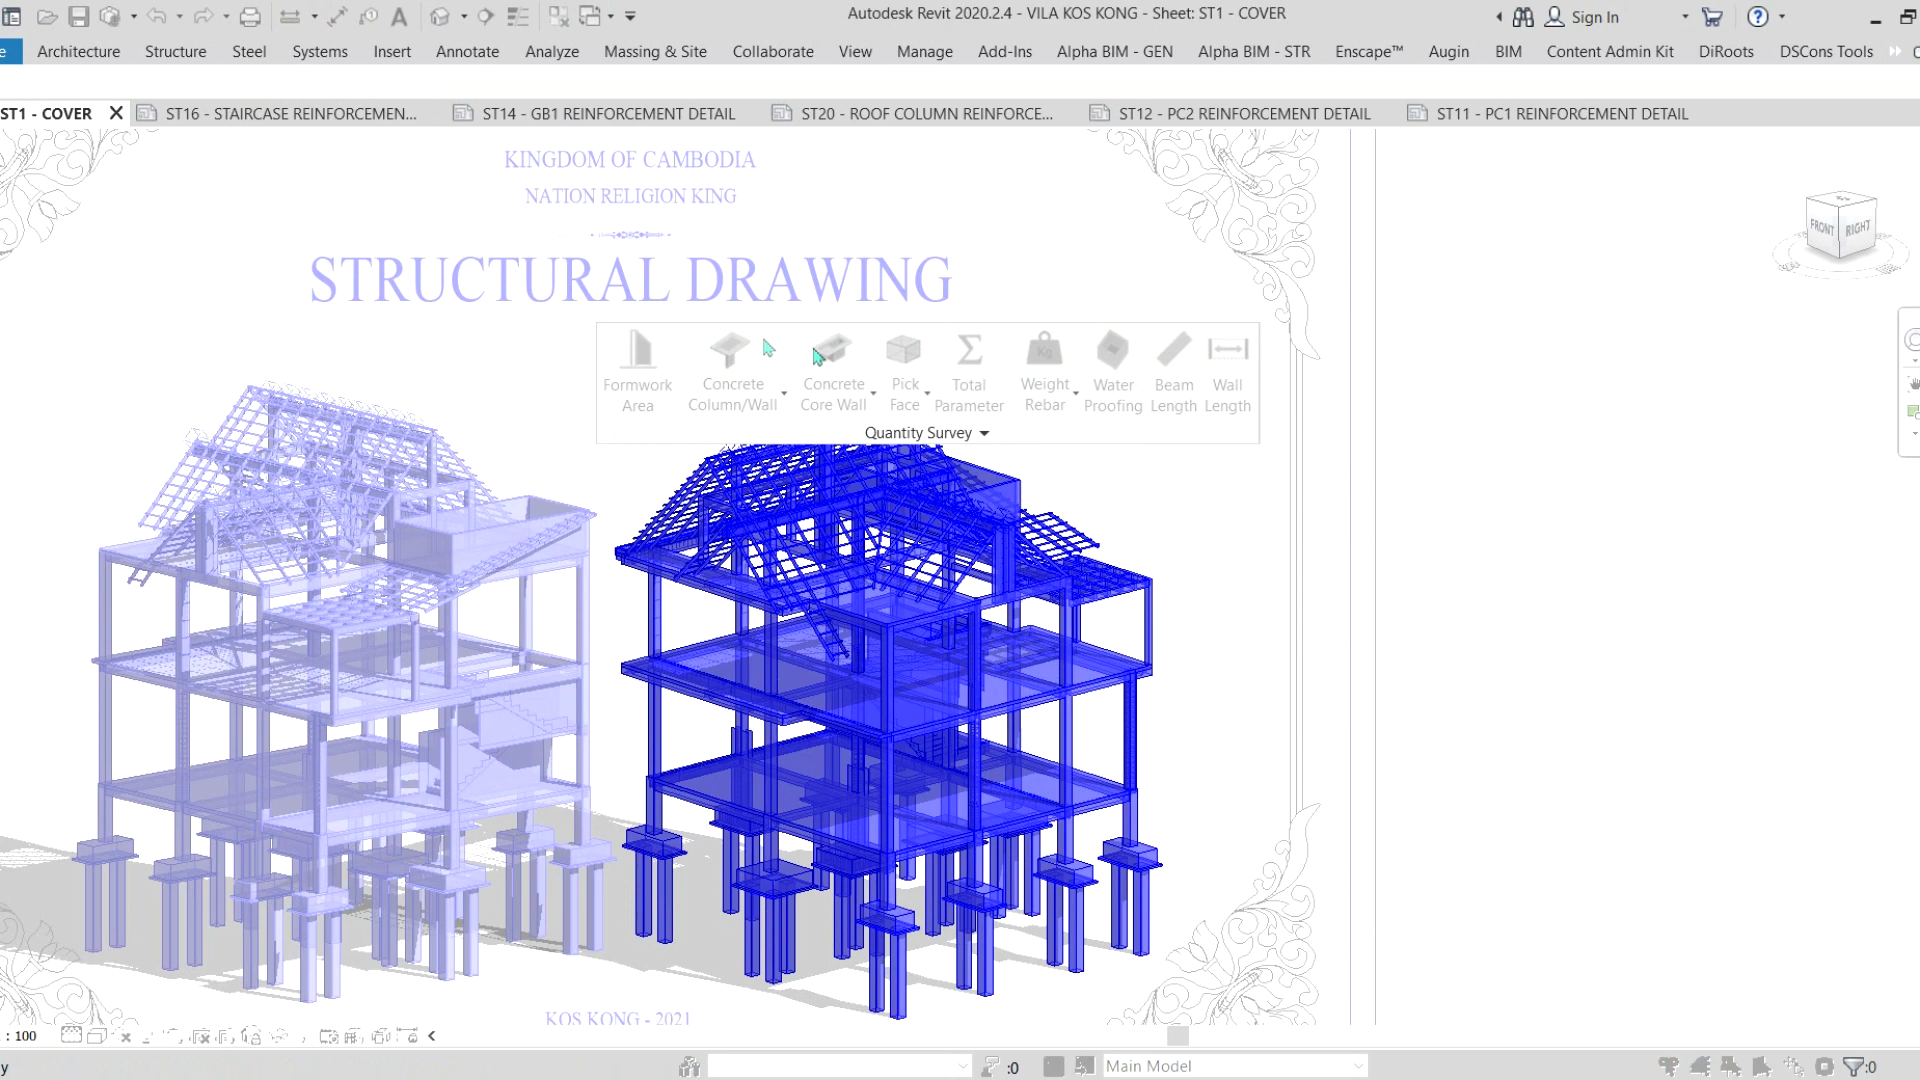 Autodesk Revit 2020.2.4 - VILA KOS KONG - Sheet: ST1 - COVER
Sign In
Architecture Structure Steel Systems Insert Annotate Analyze Massing & Site Collaborate View Manage Add-Ins Alpha BIM - GEN Alpha BIM - STR Enscape™ Augin BIM Content Admin Kit DiRoots DSCons Tools
ST1 - COVER ST16 - STAIRCASE REINFORCEMEN... ST14 - GB1 REINFORCEMENT DETAIL ST20 - ROOF COLUMN REINFORCE... ST12 - PC2 REINFORCEMENT DETAIL ST11 - PC1 REINFORCEMENT DETAIL
KINGDOM OF CAMBODIA
NATION RELIGION KING
STRUCTURAL DRAWING
FRONT RIGHT
Kg
Formwork Area
Concrete Column/Wall
Concrete Core Wall
Pick Face
Total Parameter
Weight Rebar
Water Proofing
Beam Length
Wall Length
Quantity Survey
KOS KONG - 2021
: 100
y
:0
Main Model
:0